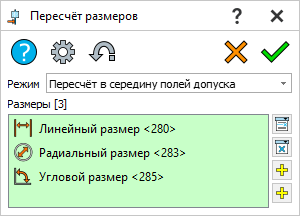 Пересчёт размеров
Режим Пересчёт в середину полей допуска
Размеры [3]
Линейный размер <280>
Радиальный размер <283>
Угловой размер <285>